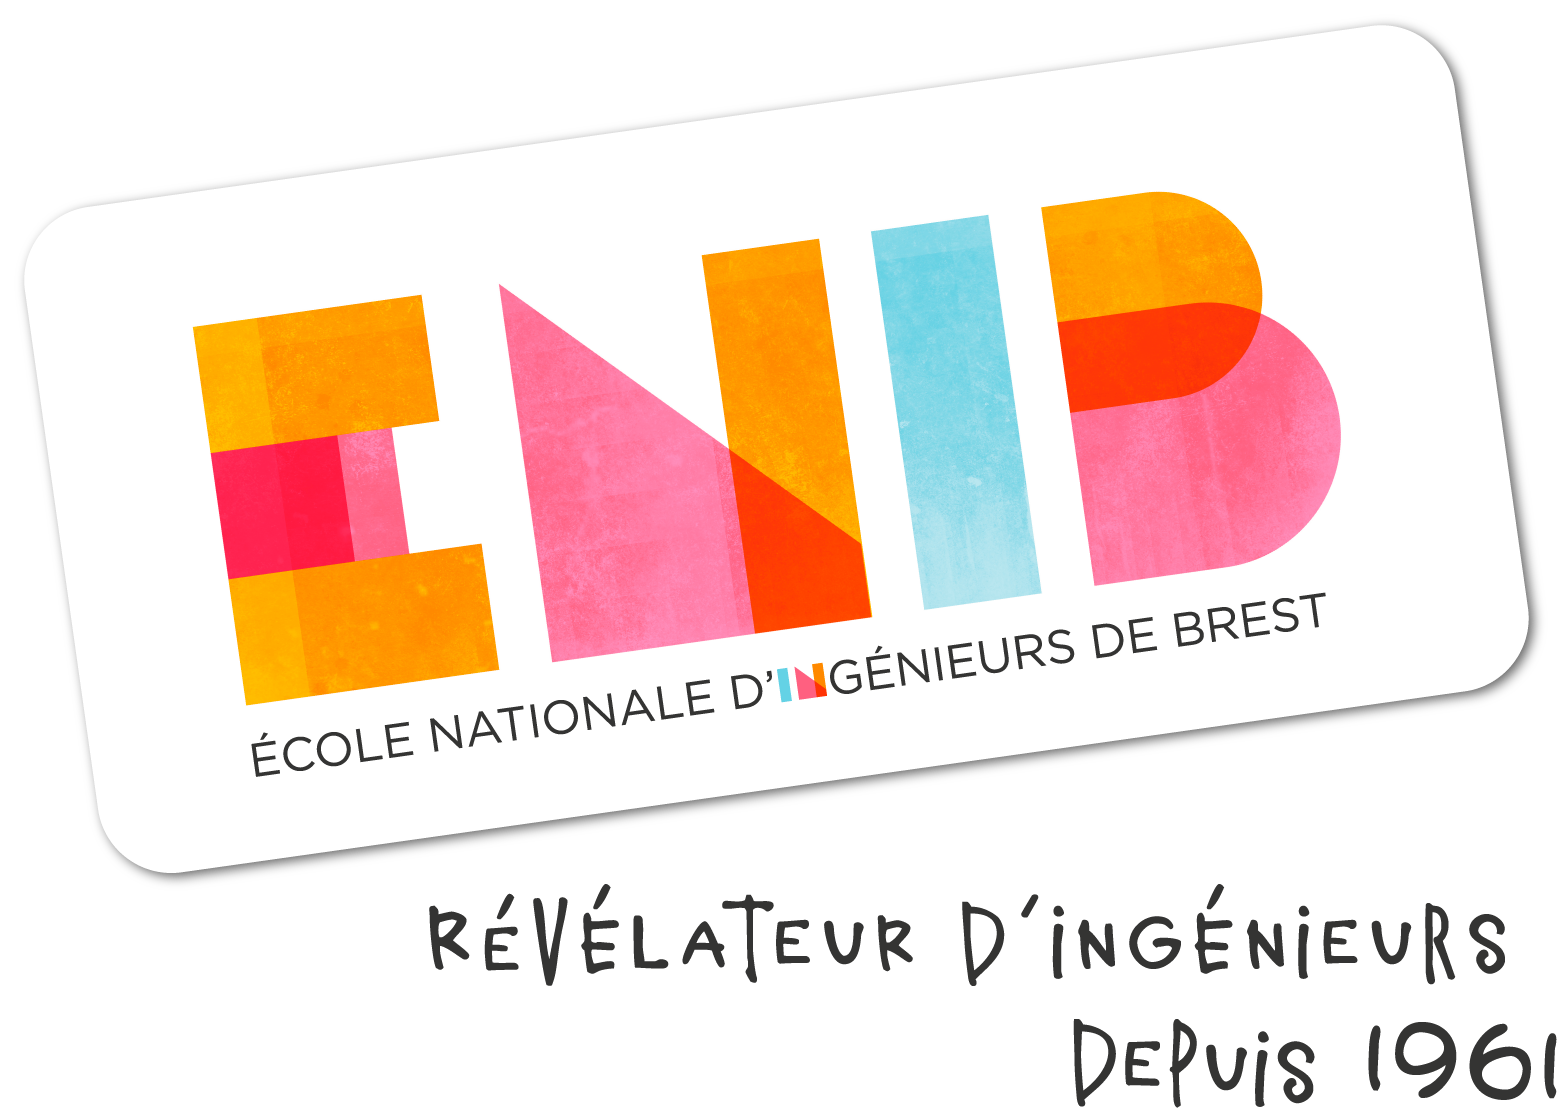 ENIB
ÉCOLE NATIONALE D'INGÉNIEURS DE BREST
RÉVÉLATEUR D'INGÉNIEURS
DEPUIS 1961